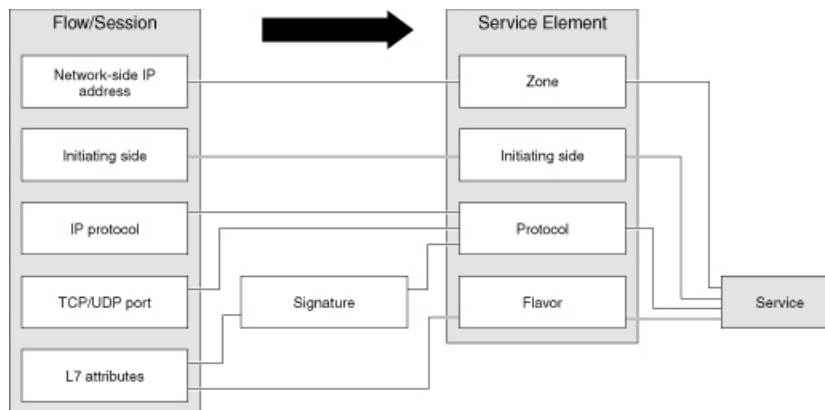 Flow/Session
Service Element
Network-side IP
address
Zone
Initiating side
Initiating side
IP protocol
Protocol
TCP/UDP port
Signature
Flavor
Service
L7 attributes